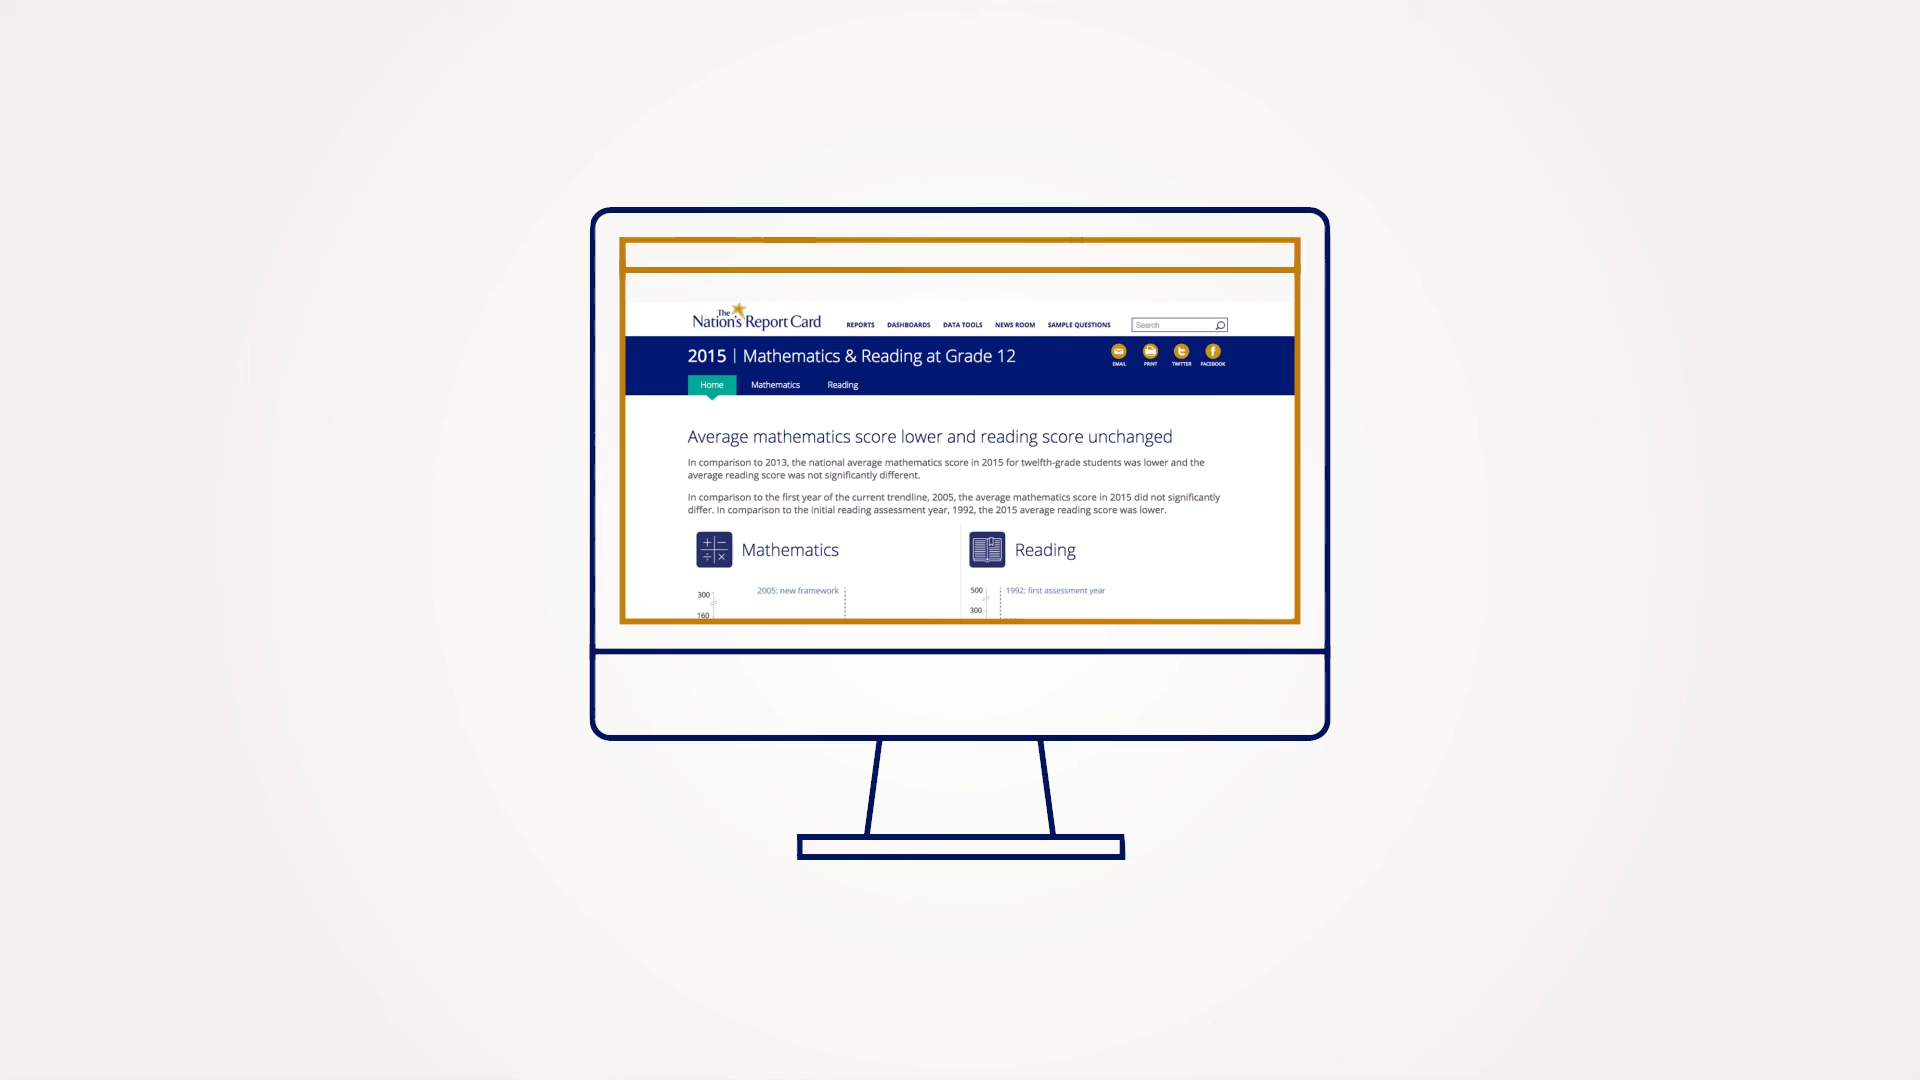 The
Nation's Report Card
REPORTS DASHBOARDS DATA TOOLS NEWS ROOM SAMPLE QUESTIONS Search
2015 | Mathematics & Reading at Grade 12
EMAIL PRINT TWITTER FACEBOOK
Home Mathematics Reading
Average mathematics score lower and reading score unchanged
In comparison to 2013, the national average mathematics score in 2015 for twelfth-grade students was lower and the
average reading score was not significantly different.
In comparison to the first year of the current trendline, 2005, the average mathematics score in 2015 did not significantly
differ. In comparison to the initial reading assessment year, 1992, the 2015 average reading score was lower.
Mathematics
2005: new framework
300
160
Reading
500 1992: first assessment year
300